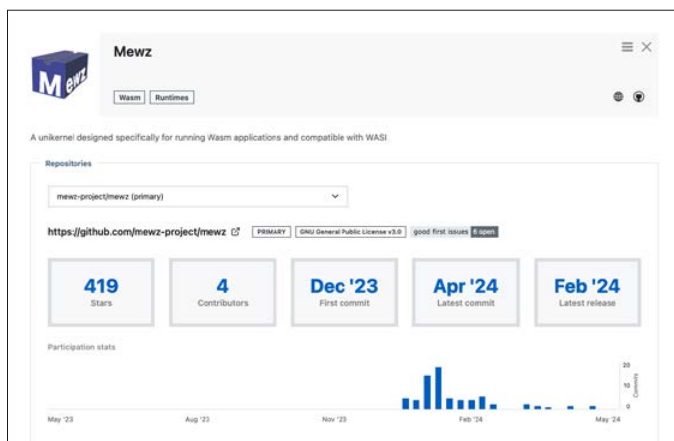 Mewz
Mewz
Wasm Runtimes
A unikernel designed specifically for running Wasm applications and compatible with WASI
Repositories
mewz-project/mewz (primary)
https://github.com/mewz-project/mewz PRIMARY GNU General Public License v3.0 good first issues 6 open
419 4 Dec '23 Apr '24 Feb '24
Stars Contributors First commit Latest commit Latest release
Participation stats
20
10
0
Commits
May '23 Aug '23 Nov '23 Feb '24 May '24